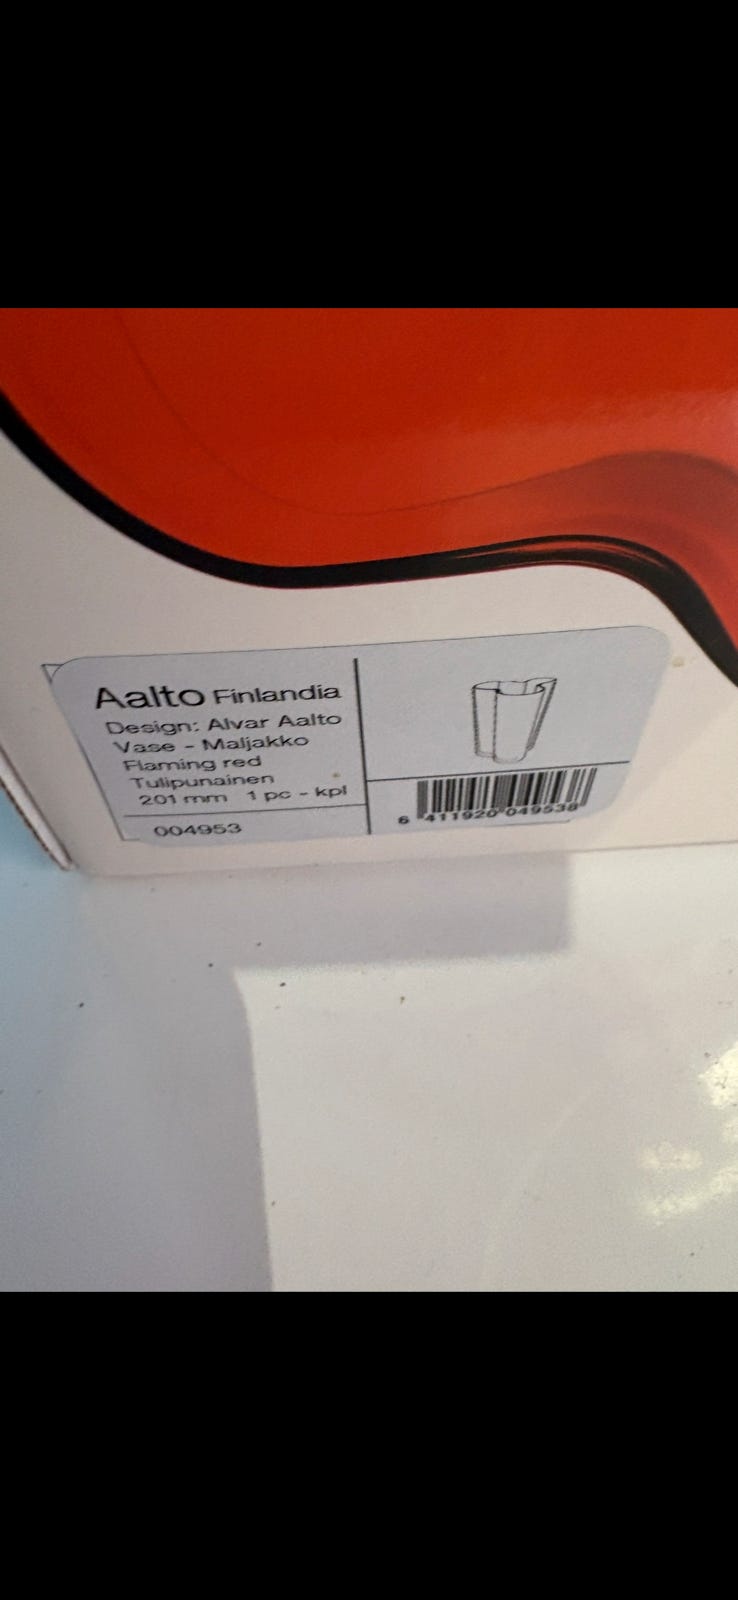 Aalto Finlandia
Design: Alvar Aalto
Vase - Maljakko
Flaming red
Tulipunainen
201 mm 1 pc - kpl
004953
6 411920 049538